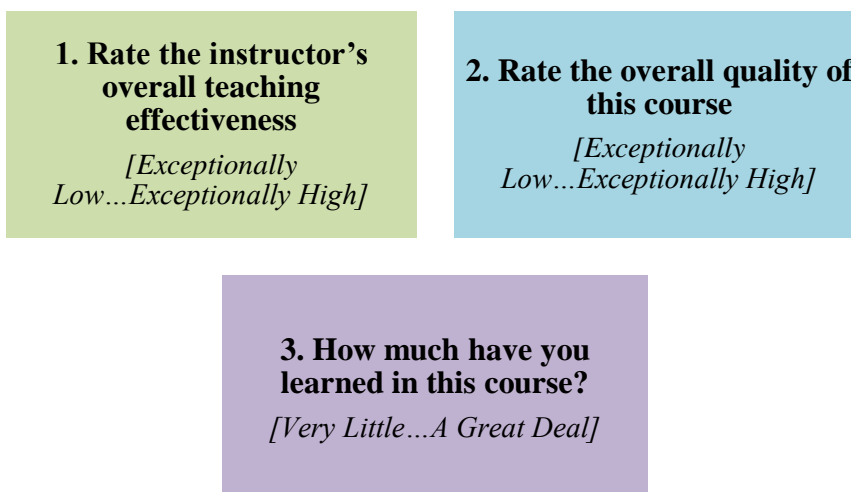 1. Rate the instructor’s
overall teaching
effectiveness
[Exceptionally
Low…Exceptionally High]
2. Rate the overall quality of
this course
[Exceptionally
Low…Exceptionally High]
3. How much have you
learned in this course?
[Very Little…A Great Deal]